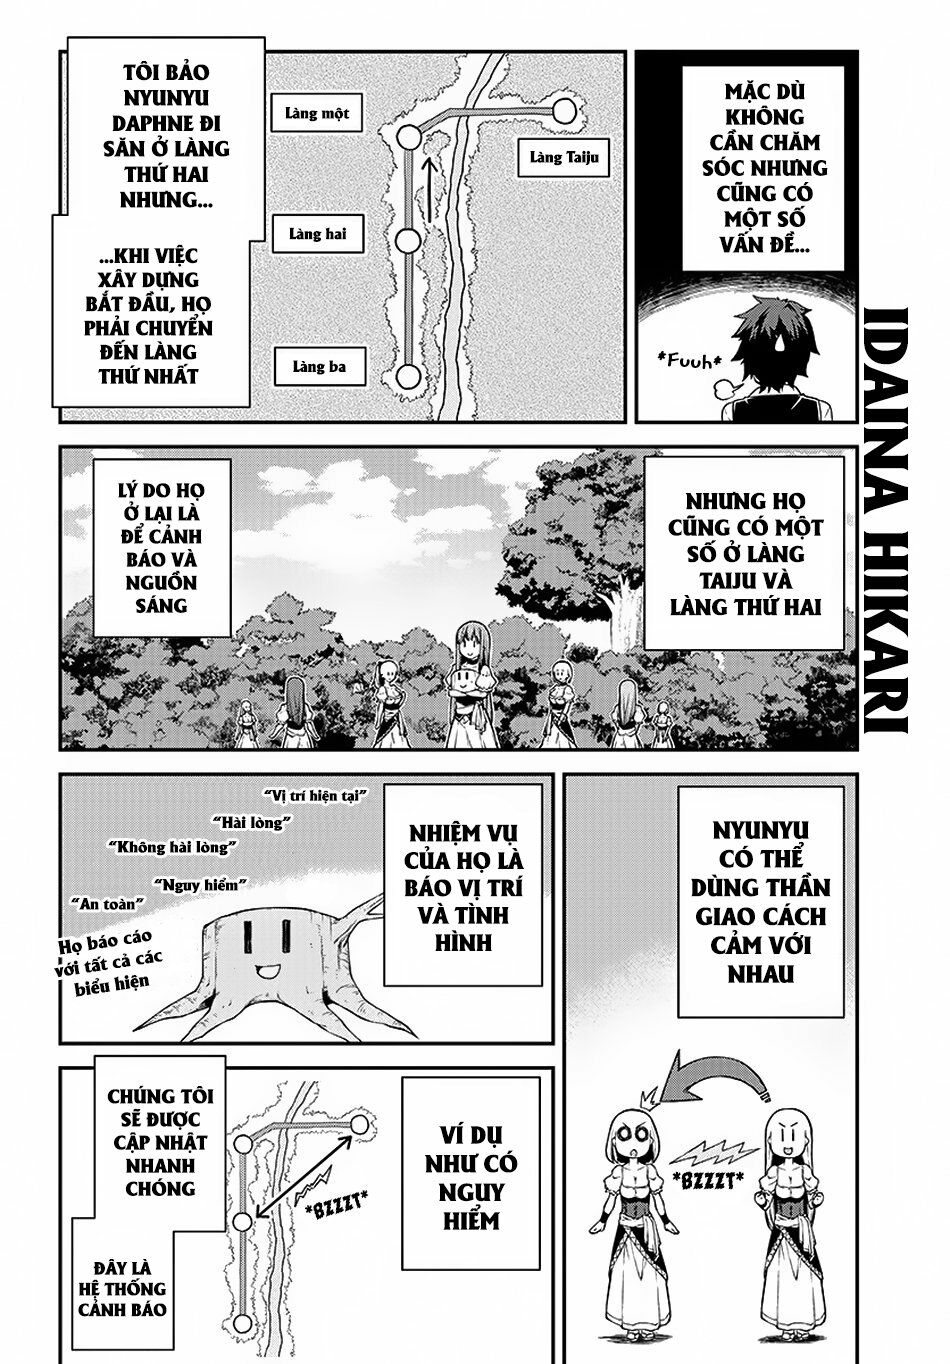 MẶC DÙ
KHÔNG
CẦN CHĂM
SÓC NHƯNG
CŨNG CÓ
MỘT SỐ
VẤN ĐỀ...
*Fuuh*
TÔI BẢO
NYUNYU
DAPHNE ĐI
SĂN Ở LÀNG
THỨ HAI
NHƯNG...
...KHI VIỆC
XÂY DỰNG
BẮT ĐẦU, HỌ
PHẢI CHUYỂN
ĐẾN LÀNG
THỨ NHẤT
Làng một
Làng Taiju
Làng hai
Làng ba
IDAINA HIKARI
NHƯNG HỌ
CŨNG CÓ MỘT
SỐ Ở LÀNG
TAIJU VÀ
LÀNG THỨ HAI
LÝ DO HỌ
Ở LẠI LÀ
ĐỂ CẢNH
BÁO VÀ
NGUỒN
SÁNG
NYUNYU
CÓ THỂ
DÙNG THẦN
GIAO CÁCH
CẢM VỚI
NHAU
*BZZZT*
NHIỆM VỤ
CỦA HỌ LÀ
BÁO VỊ TRÍ
VÀ TÌNH
HÌNH
“Vị trí hiện tại”
“Hài lòng”
“Không hài lòng”
“Nguy hiểm”
“An toàn”
Họ báo cáo
với tất cả các
biểu hiện
VÍ DỤ
NHƯ CÓ
NGUY
HIỂM
*BZZZT*
CHÚNG TÔI
SẼ ĐƯỢC
CẬP NHẬT
NHANH
CHÓNG
ĐÂY LÀ
HỆ THỐNG
CẢNH BÁO